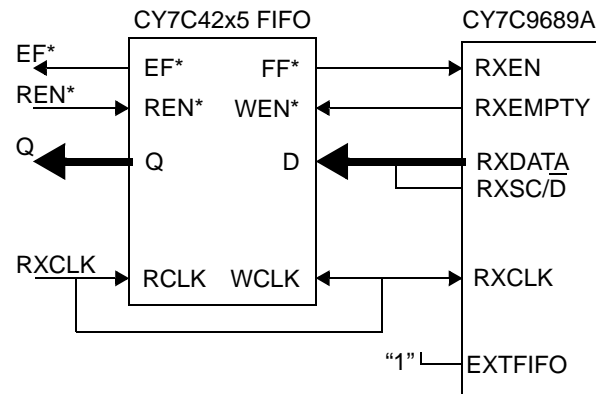 CY7C42x5 FIFO CY7C9689A
EF* EF* FF* RXEN
REN* REN* WEN* RXEMPTY
Q Q D RXDATA
RXSC/D̅
RXCLK RCLK WCLK RXCLK
“1” EXTFIFO